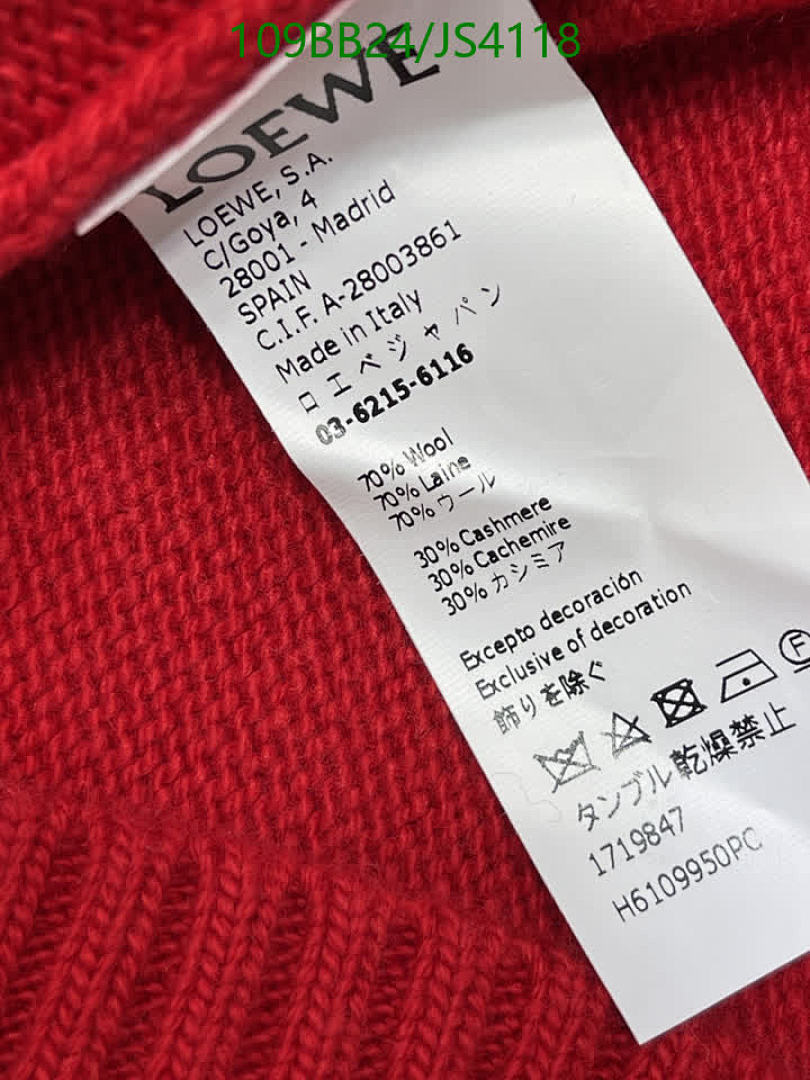 109BB24/JS4118
LOEWE
LOEWE, S.A.
C/Goya, 4
28001 - Madrid
SPAIN
C.I.F. A-28003861
Made in Italy
ロエベジャパン
03-6215-6116
70% Wool
70% Laine
70% ウール
30% Cashmere
30% Cachemire
30% カシミア
Excepto decoración
Exclusive of decoration
飾りを除ぐ
F
タンブル乾燥禁止
1719847
H6109950PC